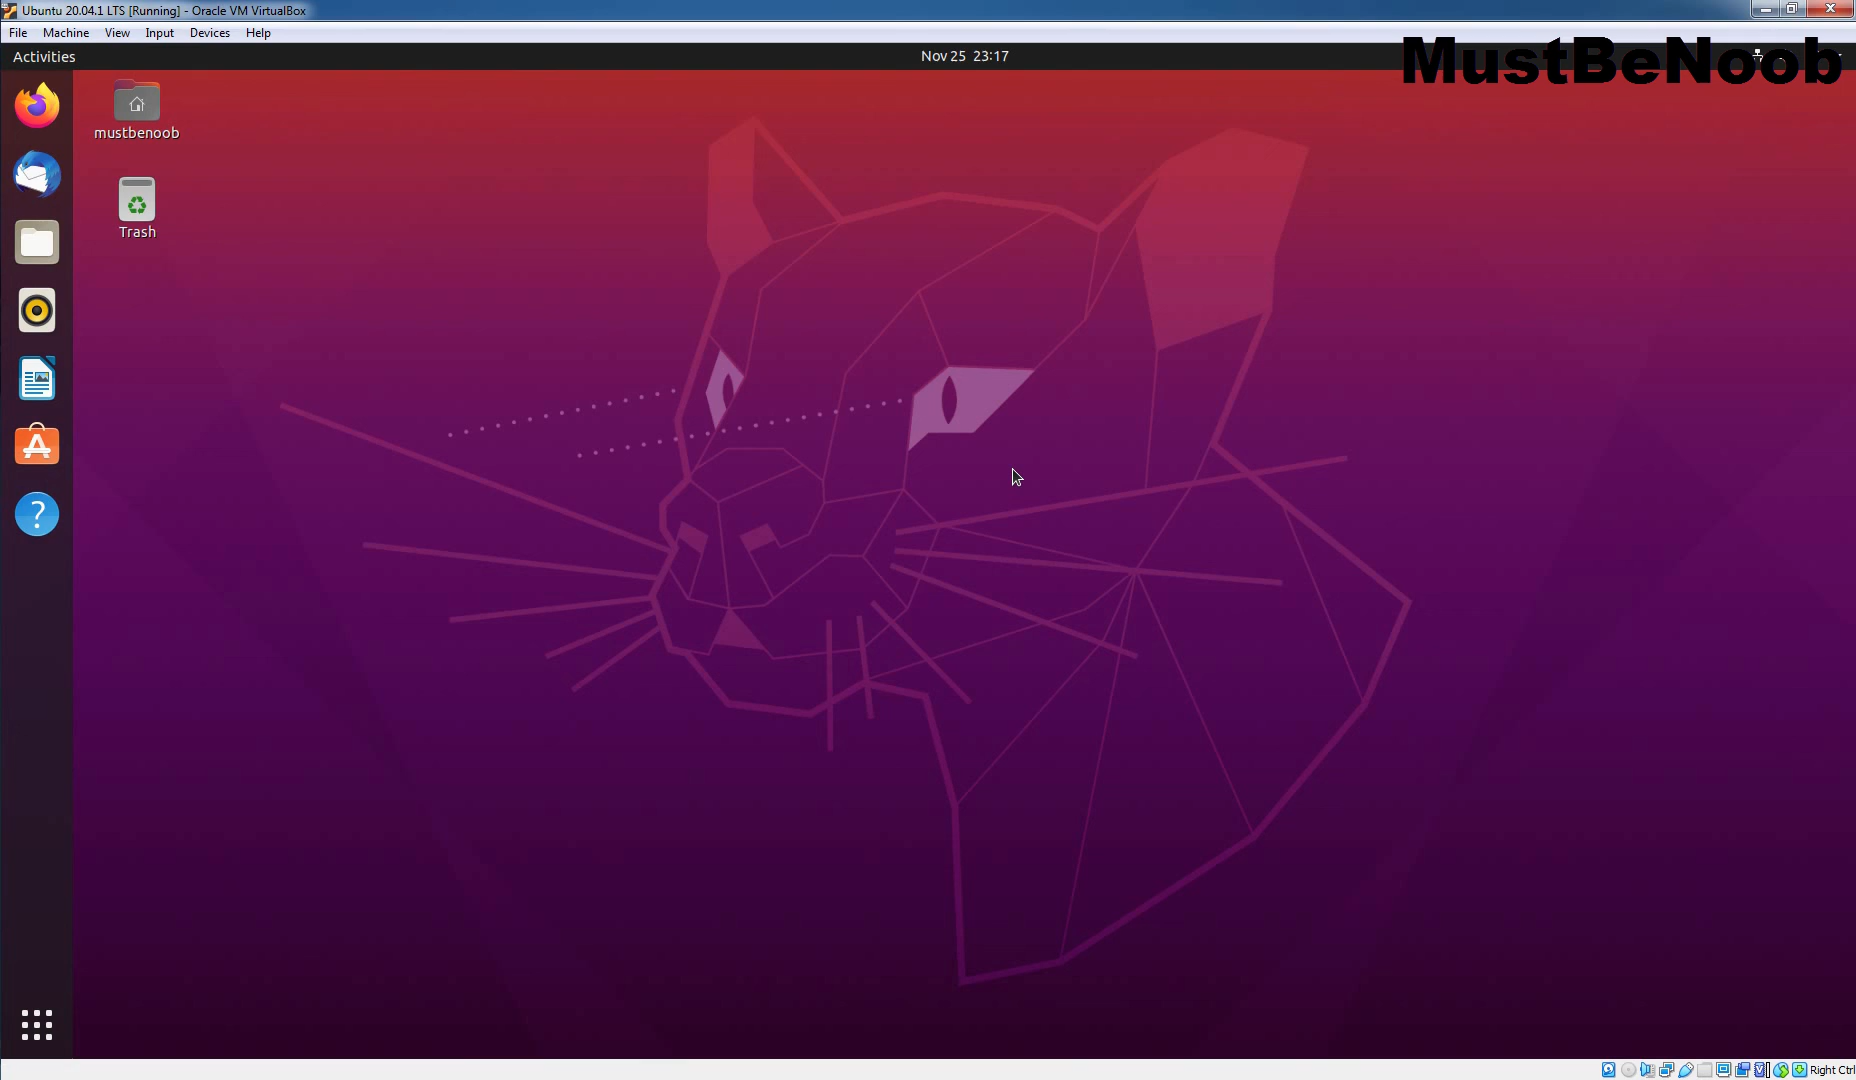 Ubuntu 20.04.1 LTS [Running] - Oracle VM VirtualBox
File Machine View Input Devices Help
Activities
Nov 25 23:17
MustBeNoob
mustbenoob
Trash
Right Ctrl